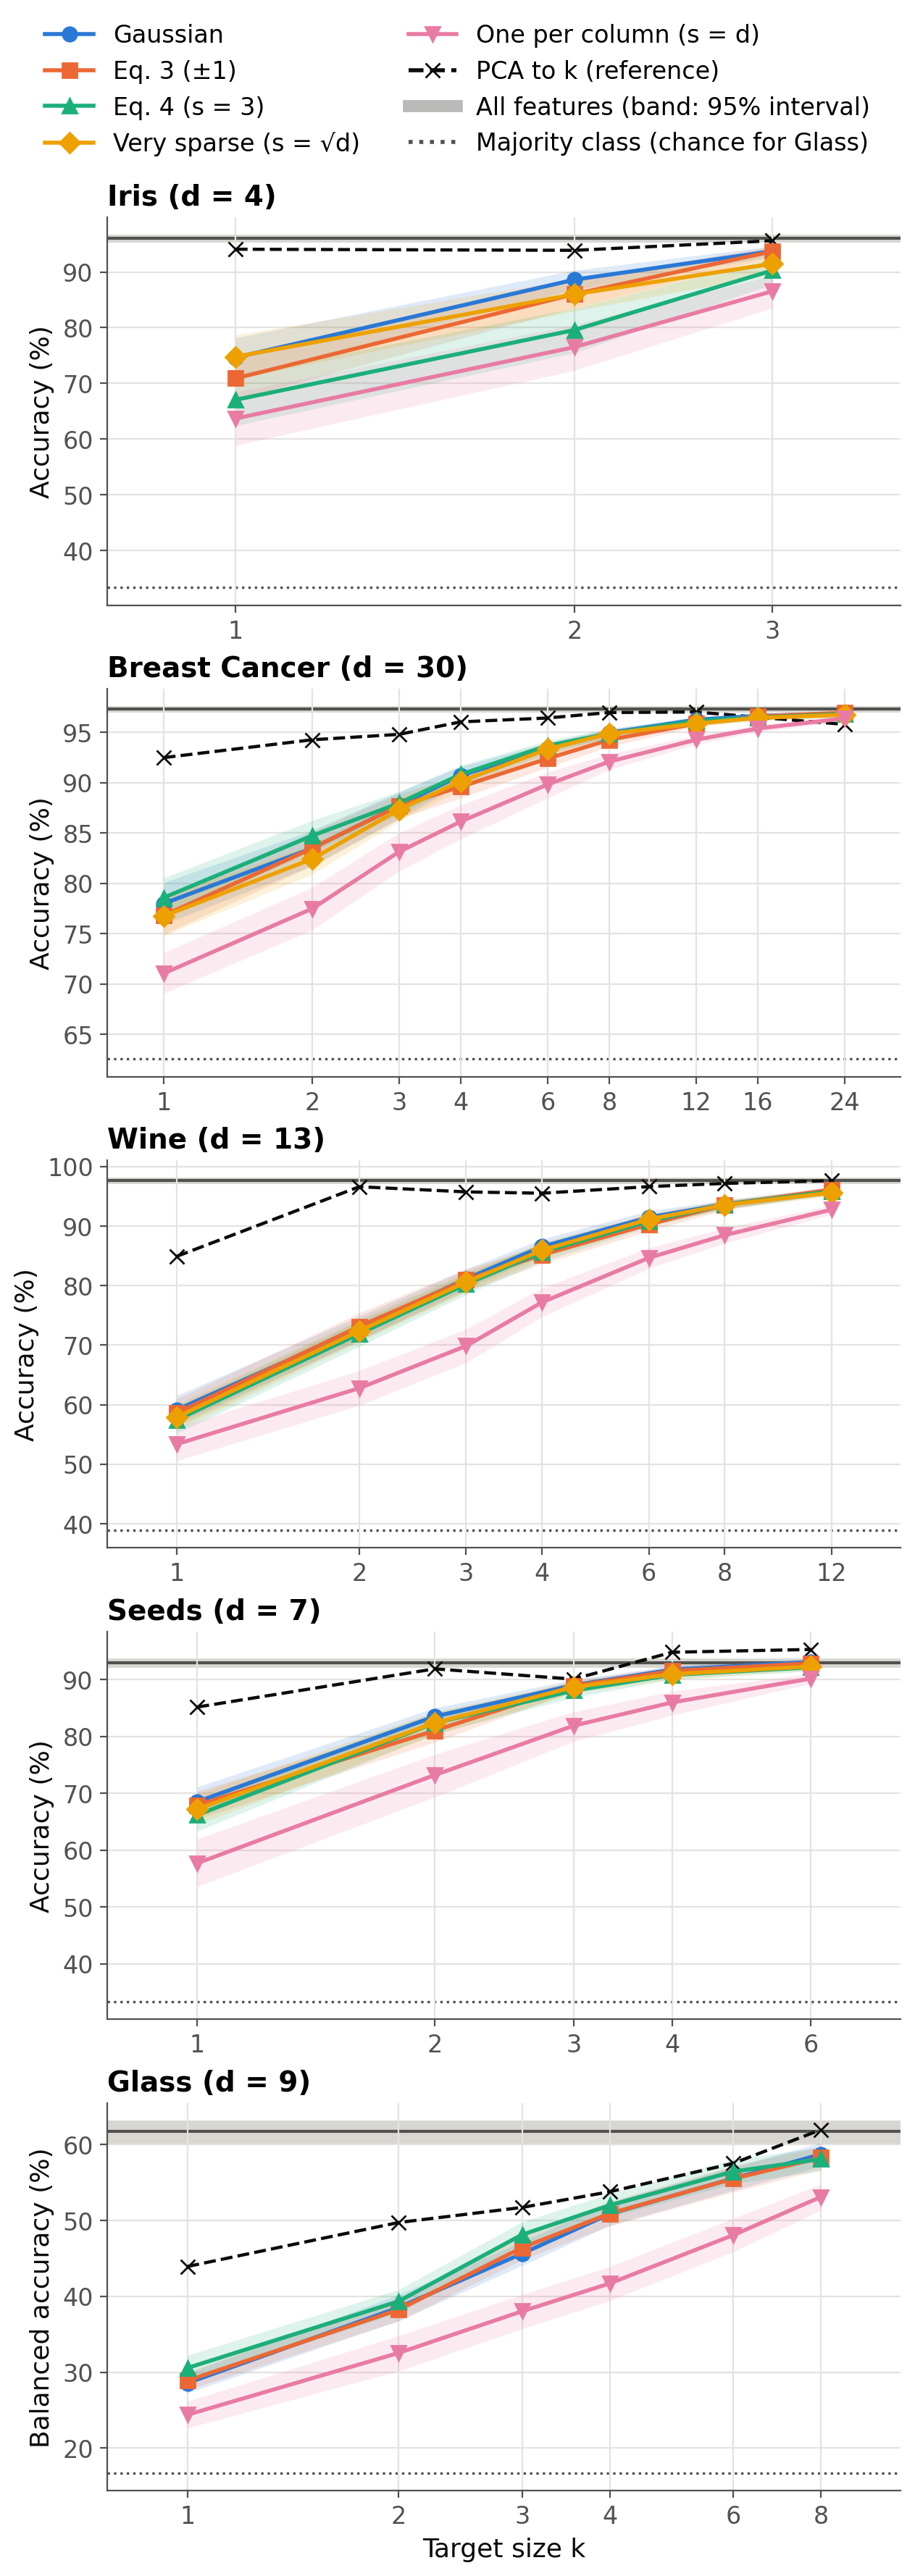 Gaussian
Eq. 3 (±1)
Eq. 4 (s = 3)
Very sparse (s = √d)
One per column (s = d)
PCA to k (reference)
All features (band: 95% interval)
Majority class (chance for Glass)
Iris (d = 4)
Accuracy (%)
90
80
70
60
50
40
1 2 3
Breast Cancer (d = 30)
Accuracy (%)
95
90
85
80
75
70
65
1 2 3 4 6 8 12 16 24
Wine (d = 13)
Accuracy (%)
100
90
80
70
60
50
40
1 2 3 4 6 8 12
Seeds (d = 7)
Accuracy (%)
90
80
70
60
50
40
1 2 3 4 6
Glass (d = 9)
Balanced accuracy (%)
60
50
40
30
20
1 2 3 4 6 8
Target size k